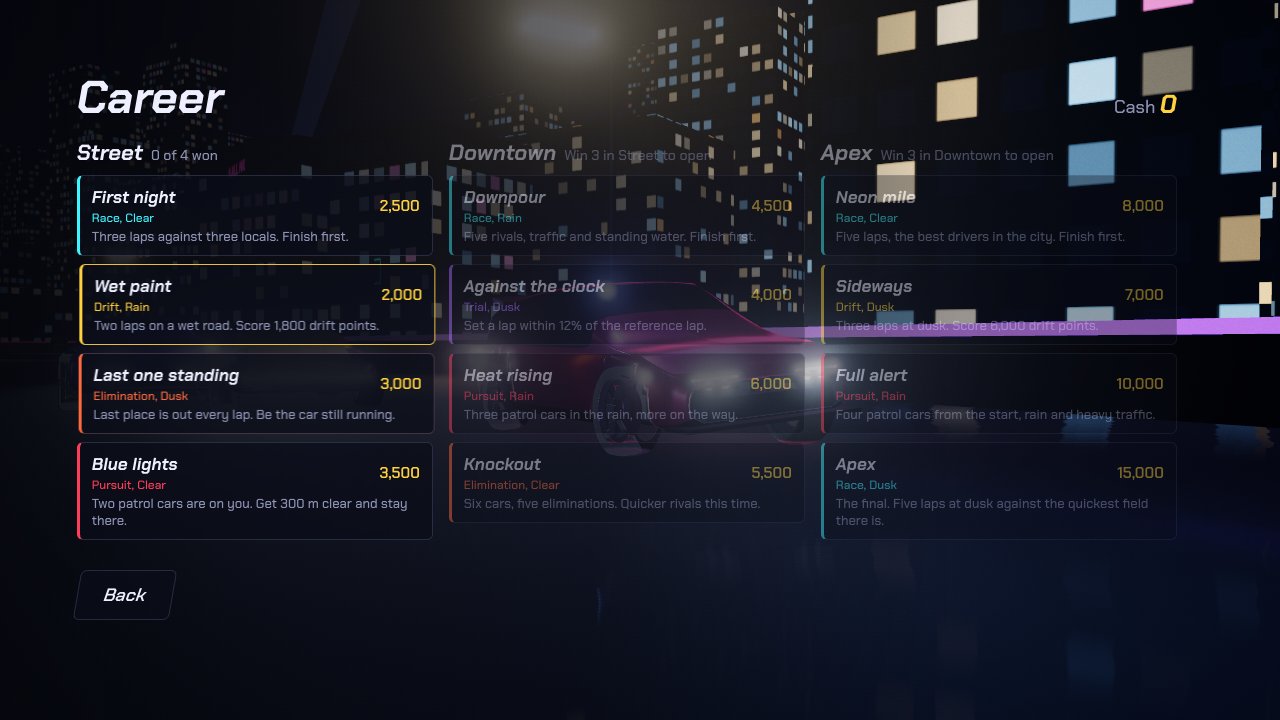 Career
Cash 0
Street 0 of 4 won
First night
2,500
Race, Clear
Three laps against three locals. Finish first.
Wet paint
2,000
Drift, Rain
Two laps on a wet road. Score 1,800 drift points.
Last one standing
3,000
Elimination, Dusk
Last place is out every lap. Be the car still running.
Blue lights
3,500
Pursuit, Clear
Two patrol cars are on you. Get 300 m clear and stay
there.
Downtown Win 3 in Street to open
Downpour
4,500
Race, Rain
Five rivals, traffic and standing water. Finish first.
Against the clock
4,000
Trial, Dusk
Set a lap within 12% of the reference lap.
Heat rising
6,000
Pursuit, Rain
Three patrol cars in the rain, more on the way.
Knockout
5,500
Elimination, Clear
Six cars, five eliminations. Quicker rivals this time.
Apex Win 3 in Downtown to open
Neon mile
8,000
Race, Clear
Five laps, the best drivers in the city. Finish first.
Sideways
7,000
Drift, Dusk
Three laps at dusk. Score 6,000 drift points.
Full alert
10,000
Pursuit, Rain
Four patrol cars from the start, rain and heavy traffic.
Apex
15,000
Race, Dusk
The final. Five laps at dusk against the quickest field
there is.
Back